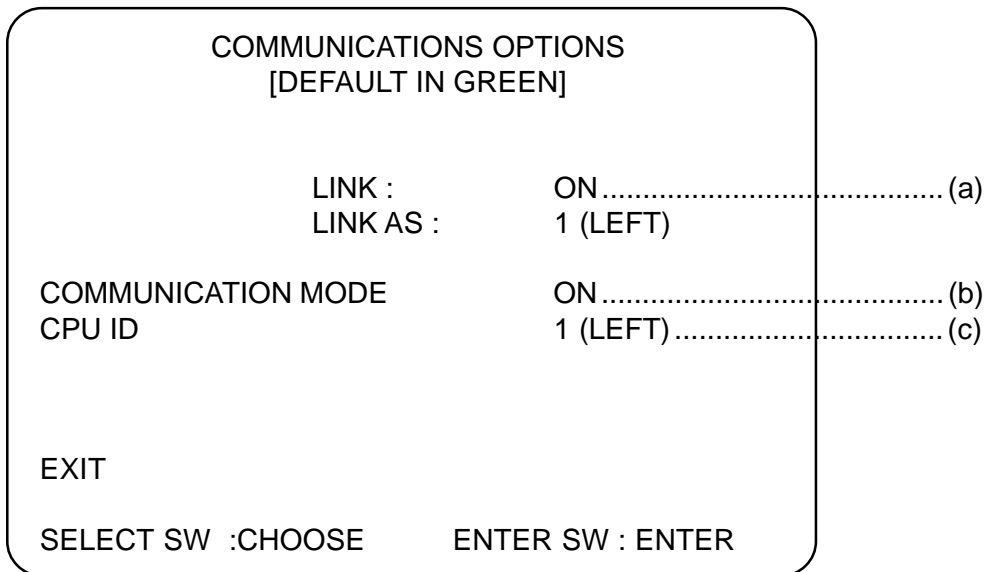 COMMUNICATIONS OPTIONS
[DEFAULT IN GREEN]
LINK : ON ......................................... (a)
LINK AS : 1 (LEFT)
COMMUNICATION MODE ON ......................................... (b)
CPU ID 1 (LEFT) ................................ (c)
EXIT
SELECT SW :CHOOSE ENTER SW : ENTER